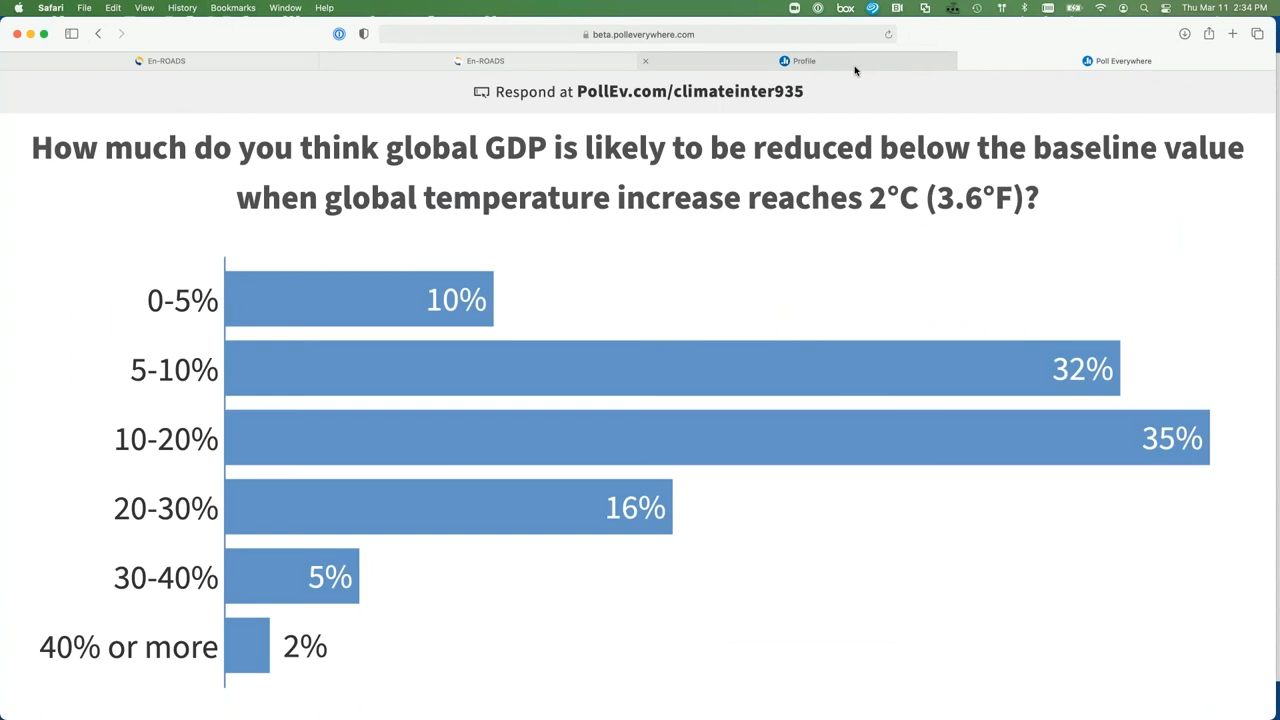 Safari File Edit View History Bookmarks Window Help box Thu Mar 11 2:34 PM
beta.polleverywhere.com
En-ROADS En-ROADS Profile Poll Everywhere
Respond at PollEv.com/climateinter935
How much do you think global GDP is likely to be reduced below the baseline value
when global temperature increase reaches 2°C (3.6°F)?
0-5% 10%
5-10% 32%
10-20% 35%
20-30% 16%
30-40% 5%
40% or more 2%